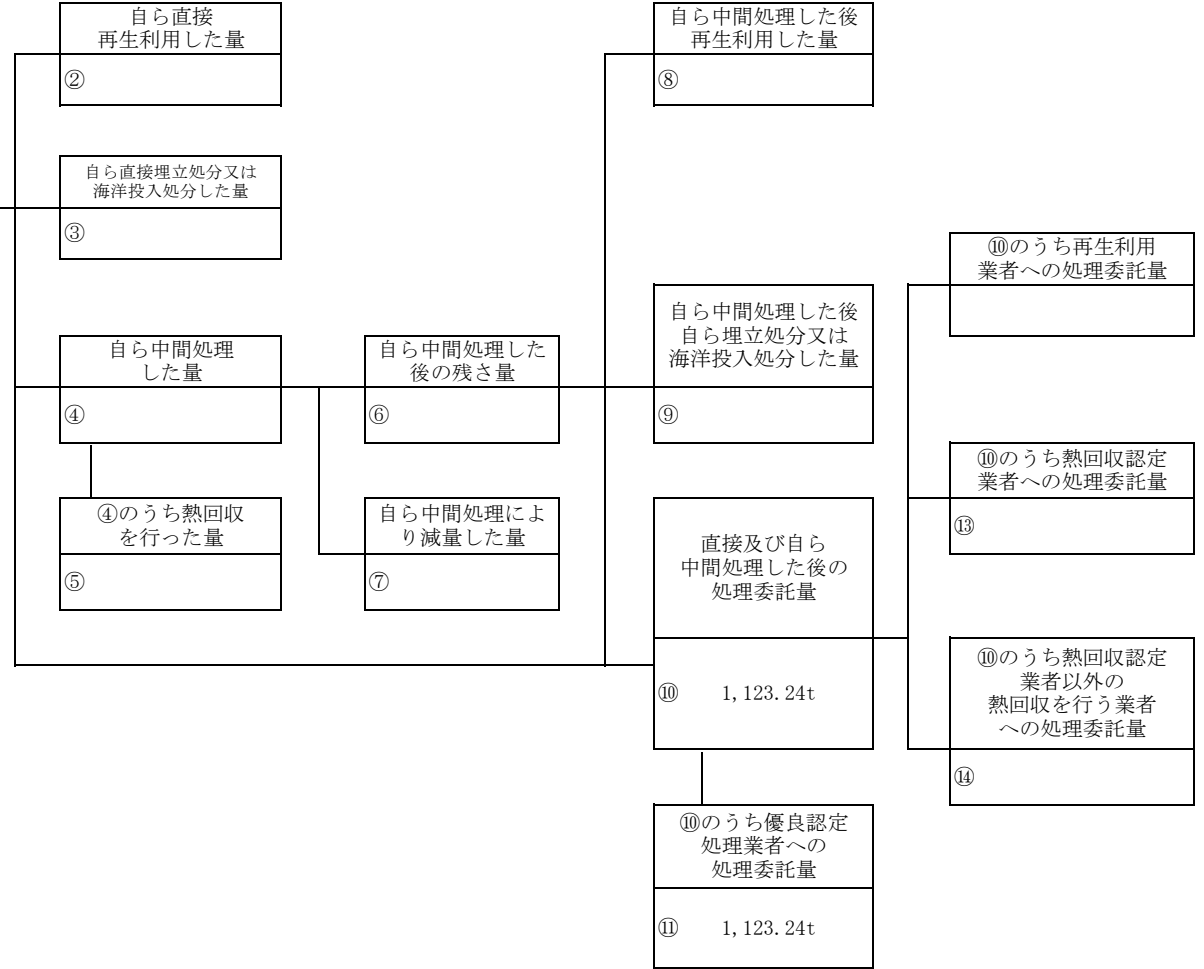 自ら直接
再生利用した量
②
自ら直接埋立処分又は
海洋投入処分した量
③
自ら中間処理
した量
④
④のうち熱回収
を行った量
⑤
自ら中間処理した
後の残さ量
⑥
自ら中間処理によ
り減量した量
⑦
自ら中間処理した後
再生利用した量
⑧
自ら中間処理した後
自ら埋立処分又は
海洋投入処分した量
⑨
直接及び自ら
中間処理した後の
処理委託量
⑩ 1,123.24t
⑩のうち優良認定
処理業者への
処理委託量
⑪ 1,123.24t
⑩のうち再生利用
業者への処理委託量
⑩のうち熱回収認定
業者への処理委託量
⑬
⑩のうち熱回収認定
業者以外の
熱回収を行う業者
への処理委託量
⑭